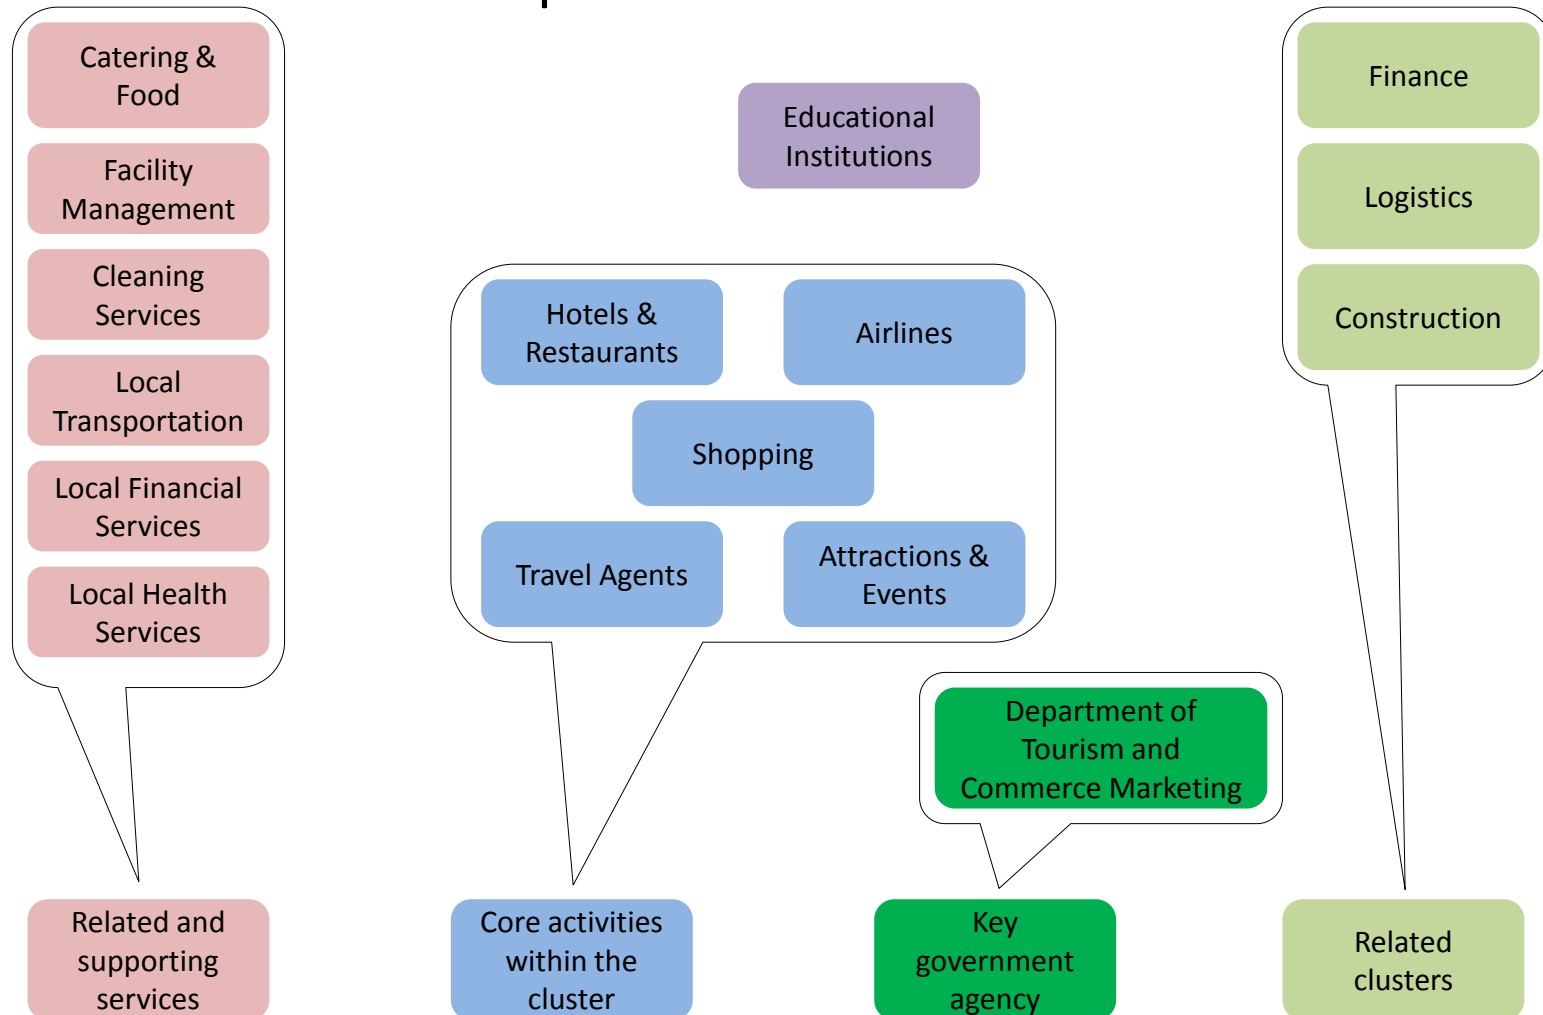 Catering &
Food
Facility
Management
Cleaning
Services
Local
Transportation
Local Financial
Services
Local Health
Services
Educational
Institutions
Hotels &
Restaurants
Airlines
Shopping
Travel Agents
Attractions &
Events
Finance
Logistics
Construction
Department of
Tourism and
Commerce Marketing
Related and
supporting
services
Core activities
within the
cluster
Key
government
agency
Related
clusters